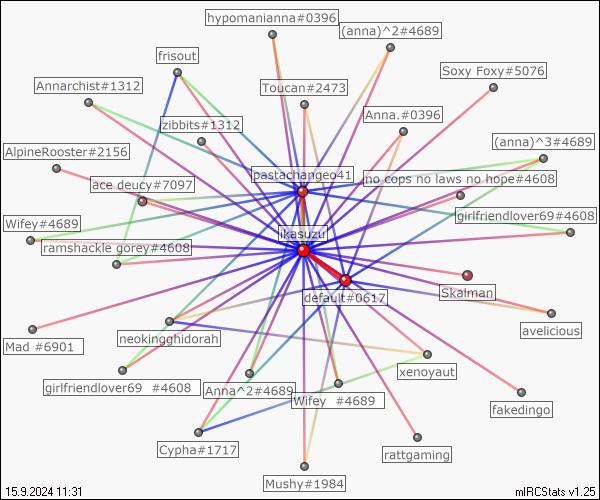 hypomanianna#0396
(anna)^2#4689
frisout
Soxy Foxy#5076
Annarchist#1312
Toucan#2473
Anna.#0396
zibbits#1312
(anna)^3#4689
AlpineRooster#2156
pastachangeo41
no cops no laws no hope#4608
ace deucy#7097
girlfriendlover69#4608
Wifey#4689
ikasuzu
ranshackle gorey#4608
Skalman
default#0617
avelicious
neokingghidorah
Mad #6901
xenoyaut
girlfriendlover69 #4608
Anna^2#4689
Wifey #4689
fakedingo
Cypha#1717
rattgaming
Mushy#1984
15.9.2024 11:31
mIRCStats v1.25